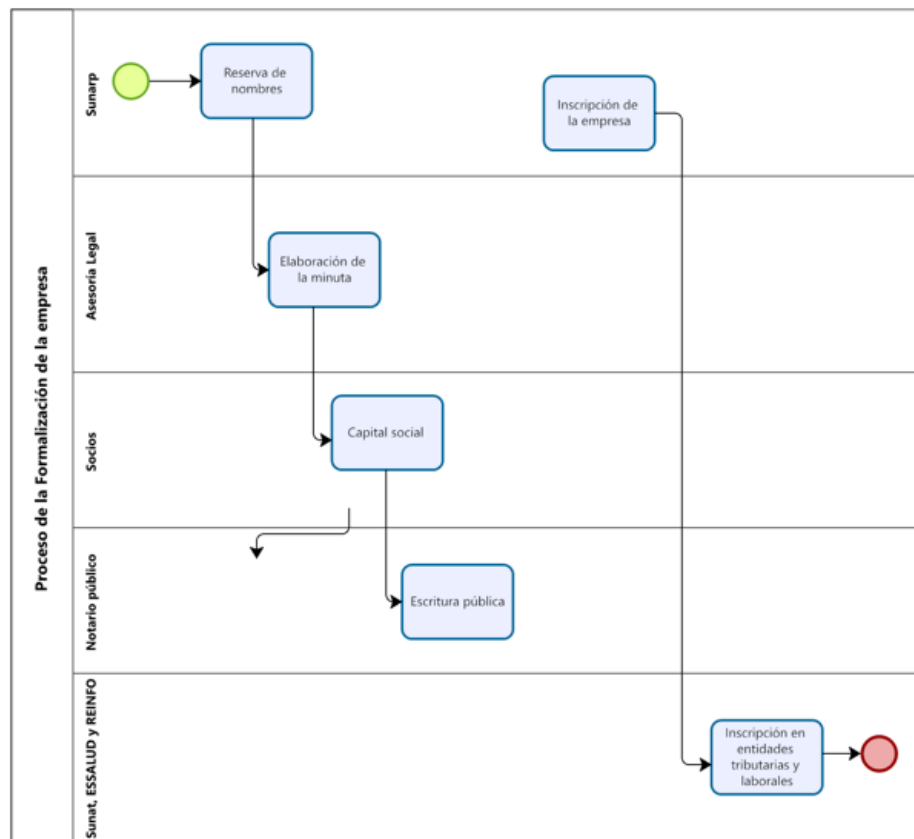 Proceso de la Formalización de la empresa
Sunarp
Reserva de
nombres
Inscripción de
la empresa
Asesoría Legal
Elaboración de
la minuta
Socios
Capital social
Notario público
Escritura pública
Sunat, ESSALUD y REINFO
Inscripción en
entidades
tributarias y
laborales